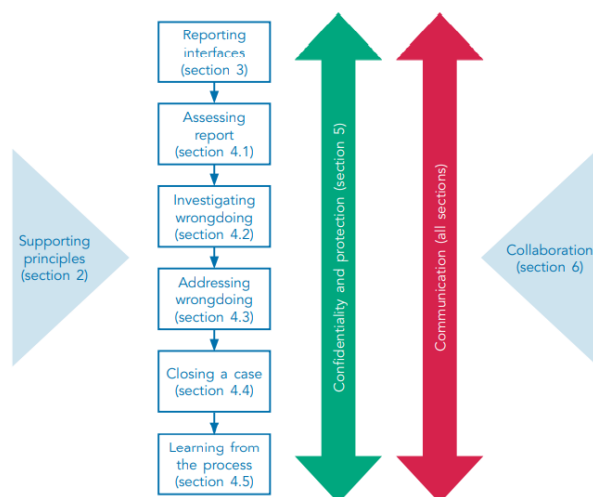 Reporting
interfaces
(section 3)
Assessing
report
(section 4.1)
Investigating
wrongdoing
(section 4.2)
Addressing
wrongdoing
(section 4.3)
Closing a case
(section 4.4)
Learning from
the process
(section 4.5)
Supporting
principles
(section 2)
Confidentiality and protection (section 5)
Communication (all sections)
Collaboration
(section 6)